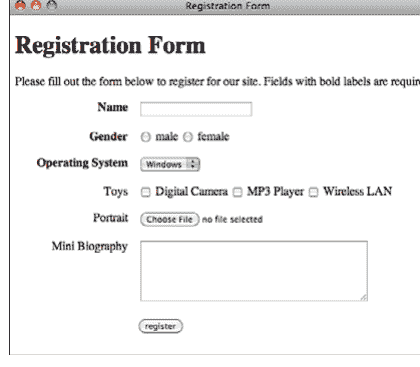 Registration Form
Registration Form
Please fill out the form below to register for our site. Fields with bold labels are
Name
Gender male female
Operating System Windows
Toys Digital Camera MP3 Player Wireless LAN
Portrait Choose File no file selected
Mini Biography
register